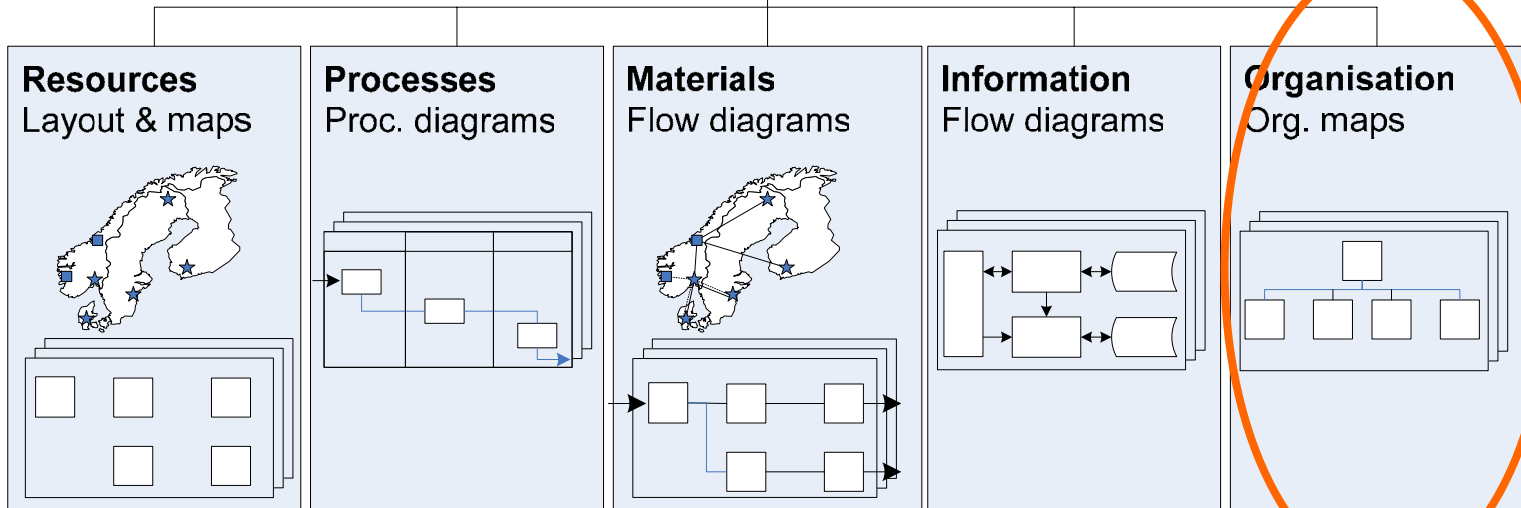 Resources
Layout & maps
Processes
Proc. diagrams
Materials
Flow diagrams
Information
Flow diagrams
Organisation
Org. maps